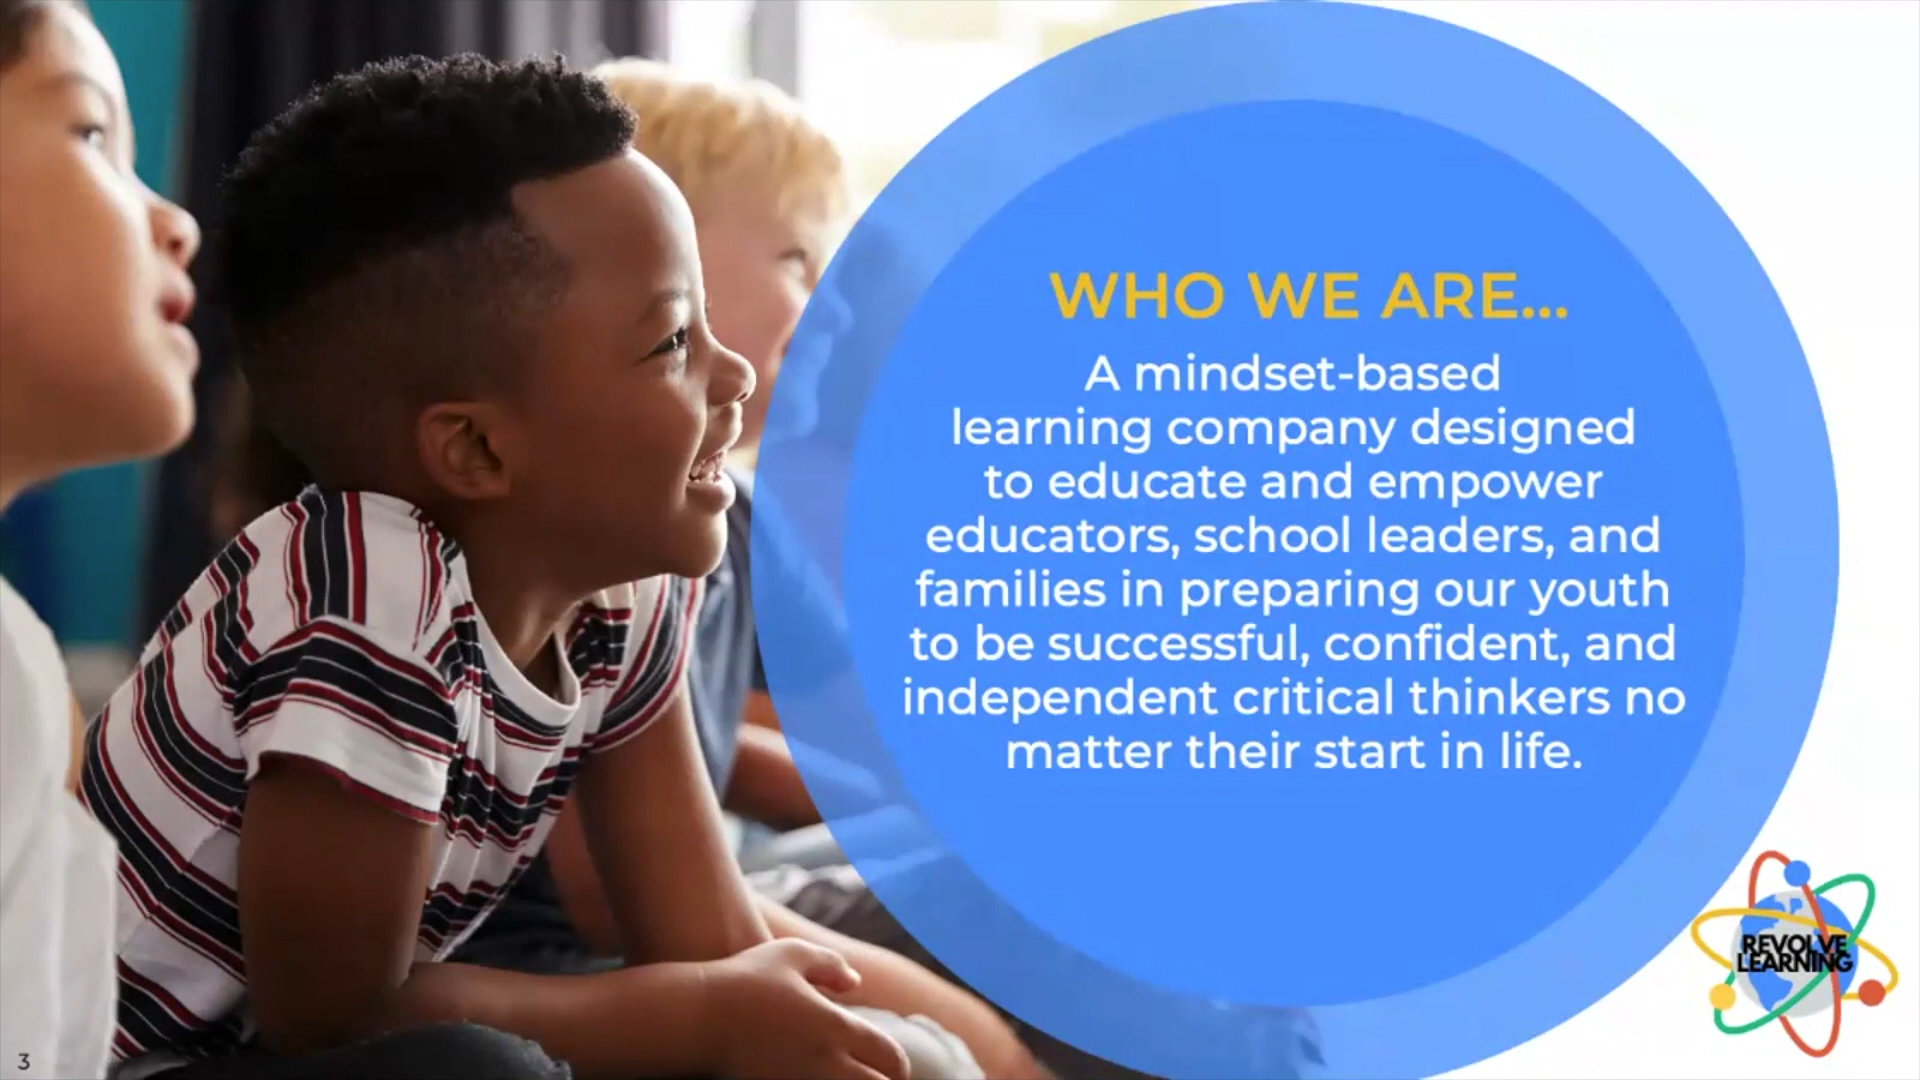 WHO WE ARE...
A mindset-based
learning company designed
to educate and empower
educators, school leaders, and
families in preparing our youth
to be successful, confident, and
independent critical thinkers no
matter their start in life.
REVOLVE
LEARNING
3